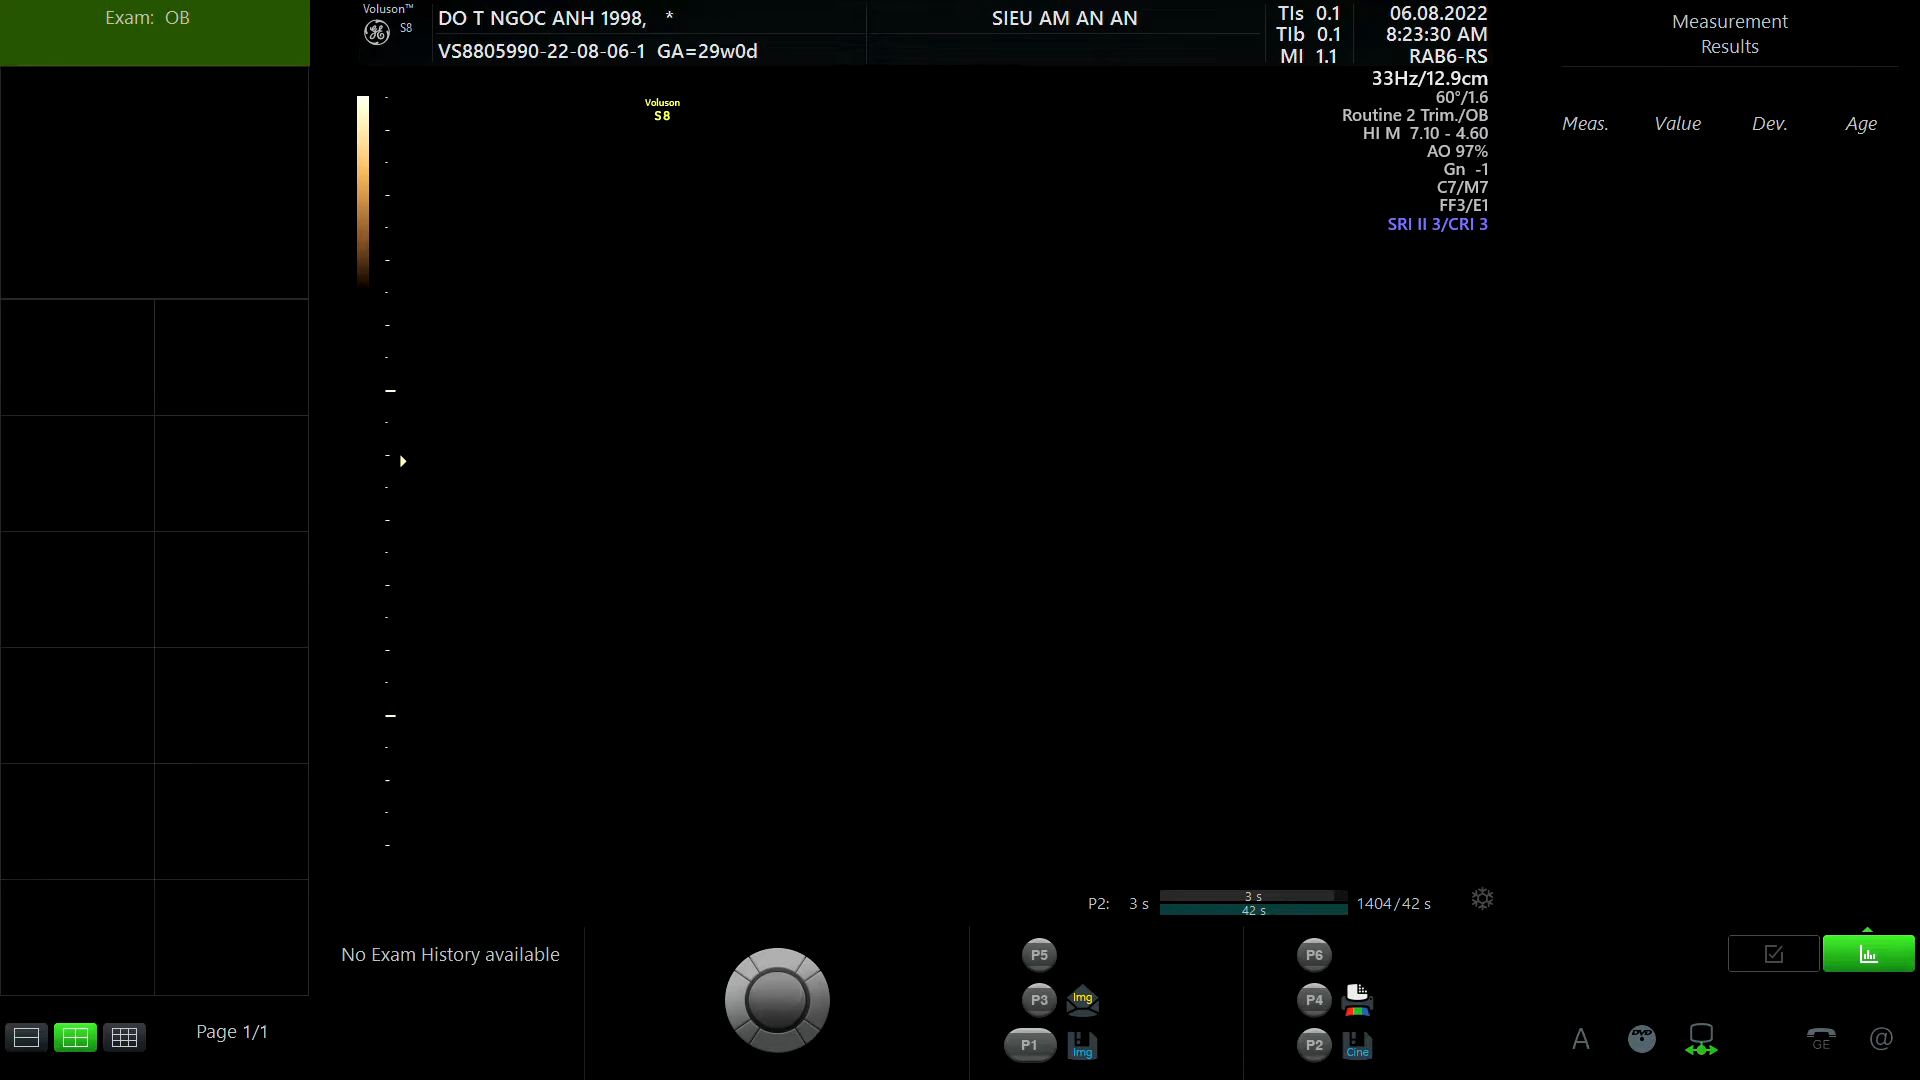 Exam: OB
Voluson™
S8
DO T NGOC ANH 1998, *
VS8805990-22-08-06-1 GA=29w0d
SIEU AM AN AN
TIs 0.1
TIb 0.1
MI 1.1
06.08.2022
8:23:30 AM
RAB6-RS
33Hz/12.9cm
60°/1.6
Routine 2 Trim./OB
HI M 7.10 - 4.60
AO 97%
Gn -1
C7/M7
FF3/E1
SRI II 3/CRI 3
Voluson
S8
Measurement
Results
Meas. Value Dev. Age
P2: 3 s
3 s
42 s
1404/42 s
No Exam History available
P5
P3 Img
P1 Img
P6
P4
P2 Cine
Page 1/1
A
DVD
GE
@